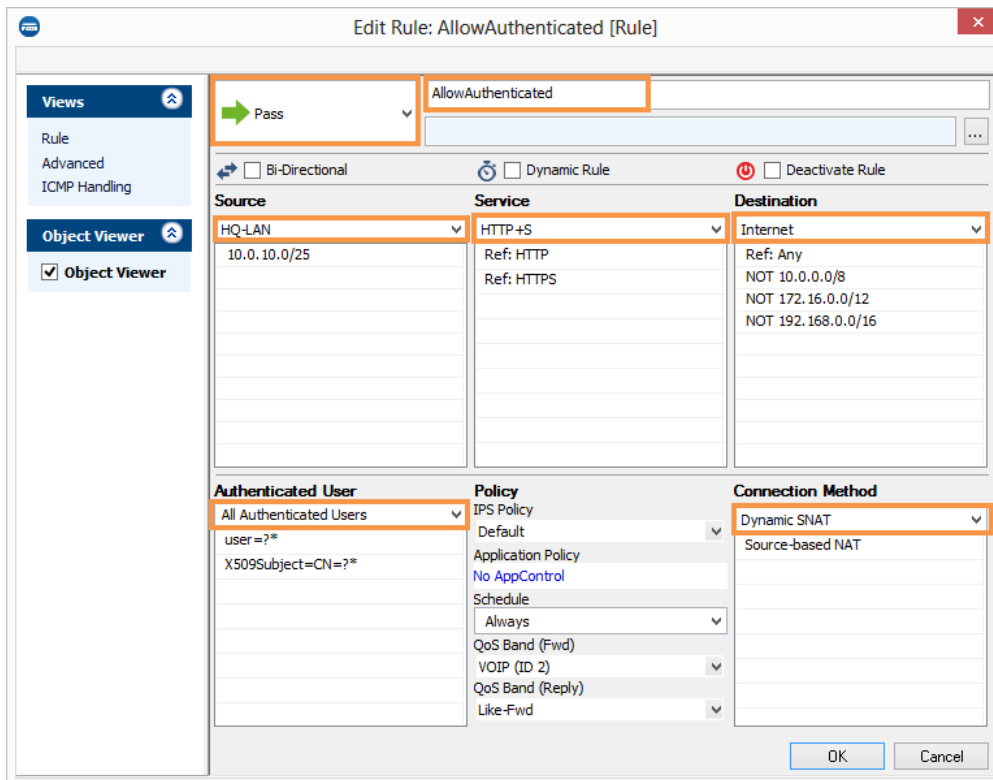 Edit Rule: AllowAuthenticated [Rule]
Views
Rule
Advanced
ICMP Handling
Object Viewer
Object Viewer
Pass
AllowAuthenticated
...
Bi-Directional
Dynamic Rule
Deactivate Rule
Source
HQ-LAN
10.0.10.0/25
Service
HTTP+S
Ref: HTTP
Ref: HTTPS
Destination
Internet
Ref: Any
NOT 10.0.0.0/8
NOT 172.16.0.0/12
NOT 192.168.0.0/16
Authenticated User
All Authenticated Users
user=?*
X509Subject=CN=?*
Policy
IPS Policy
Default
Application Policy
No AppControl
Schedule
Always
QoS Band (Fwd)
VOIP (ID 2)
QoS Band (Reply)
Like-Fwd
Connection Method
Dynamic SNAT
Source-based NAT
OK
Cancel